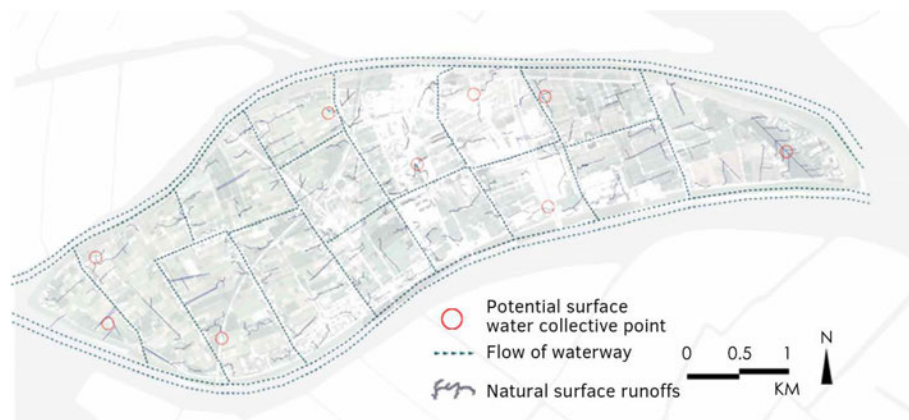 Potential surface
water collective point
Flow of waterway
Natural surface runoffs
N
0 0.5 1
KM